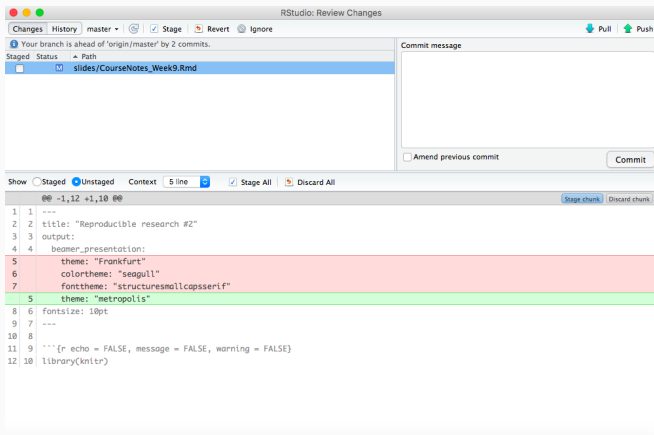 RStudio: Review Changes
Changes History master Stage Revert Ignore Pull Push
Your branch is ahead of 'origin/master' by 2 commits.
Staged Status Path
M slides/CourseNotes_Week9.Rmd
Commit message
Amend previous commit
Commit
Show Staged Unstaged Context 5 line Stage All Discard All
@@ -1,12 +1,10 @@ Stage chunk Discard chunk
1 1 ---
2 2 title: "Reproducible research #2"
3 3 output:
4 4 beamer_presentation:
5 theme: "Frankfurt"
6 colortheme: "seagull"
7 fonttheme: "structuresmallcapsserif"
5 theme: "metropolis"
8 6 fontsize: 10pt
9 7 ---
10 8
11 9 ```{r echo = FALSE, message = FALSE, warning = FALSE}
12 10 library(knitr)